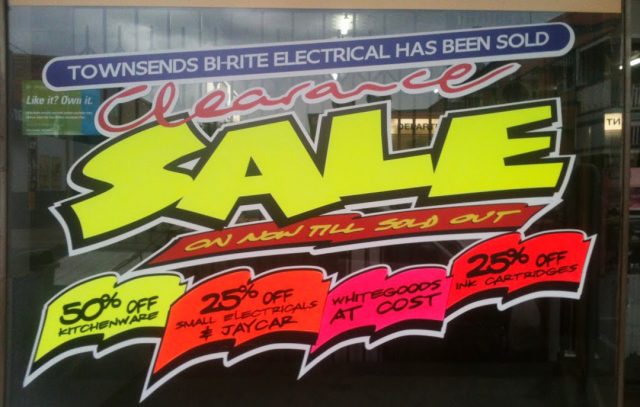 TOWNSENDS BI-RITE ELECTRICAL HAS BEEN SOLD
Like it? Own it.
Clearance
SALE
ON NOW TILL SOLD OUT
50% OFF
KITCHENWARE
25% OFF
SMALL ELECTRICALS
& JAYCAR
WHITEGOODS
AT COST
25% OFF
INK CARTRIDGES